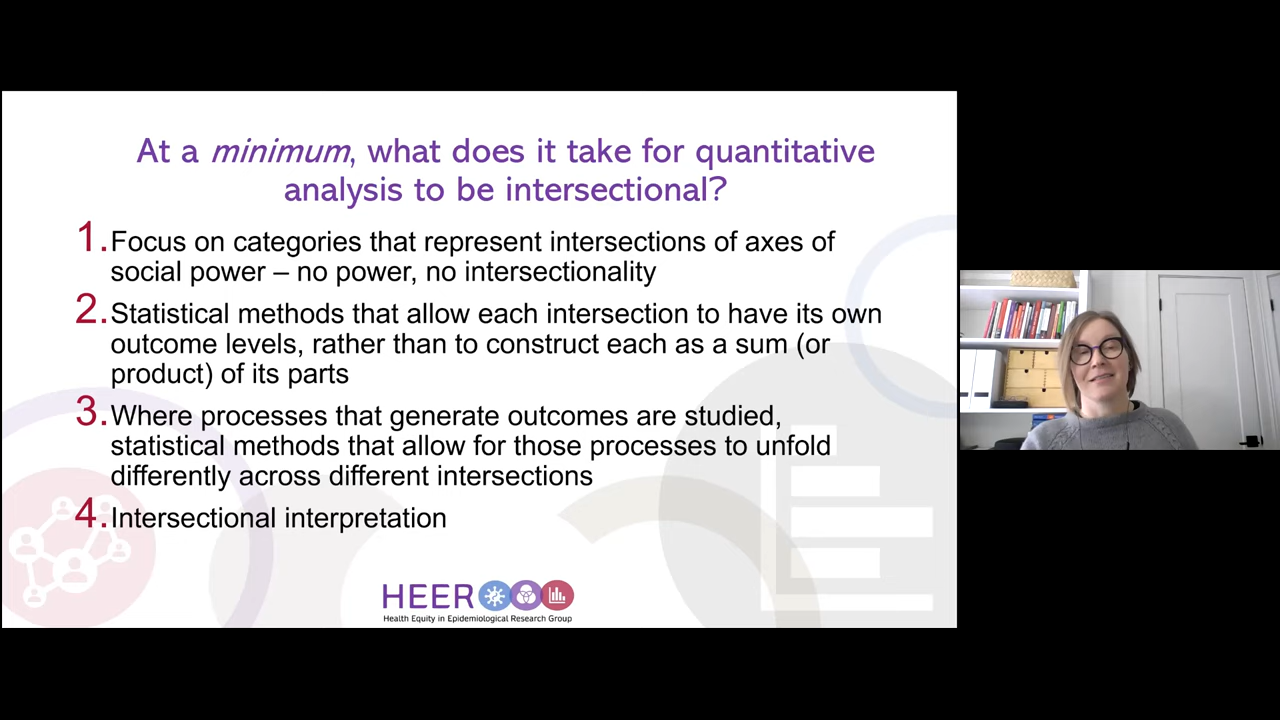 At a minimum, what does it take for quantitative
analysis to be intersectional?
1. Focus on categories that represent intersections of axes of
social power – no power, no intersectionality
2. Statistical methods that allow each intersection to have its own
outcome levels, rather than to construct each as a sum (or
product) of its parts
3. Where processes that generate outcomes are studied,
statistical methods that allow for those processes to unfold
differently across different intersections
4. Intersectional interpretation
HEER
Health Equity in Epidemiological Research Group